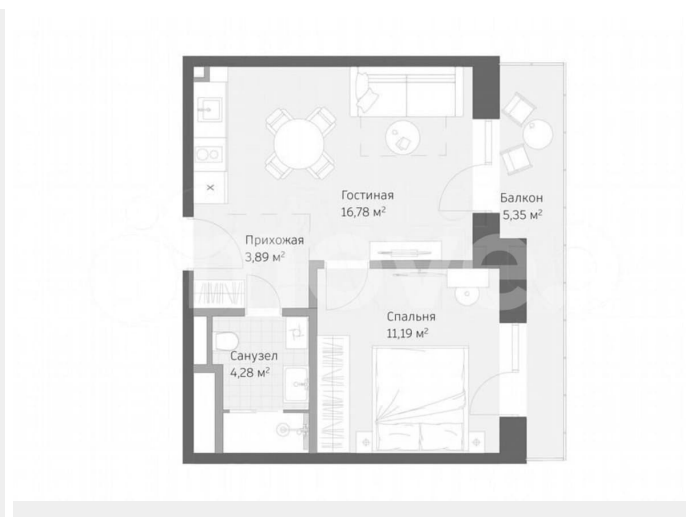 Гостиная
16,78 м²
Балкон
5,35 м²
Прихожая
3,89 м²
Спальня
11,19 м²
Санузел
4,28 м²